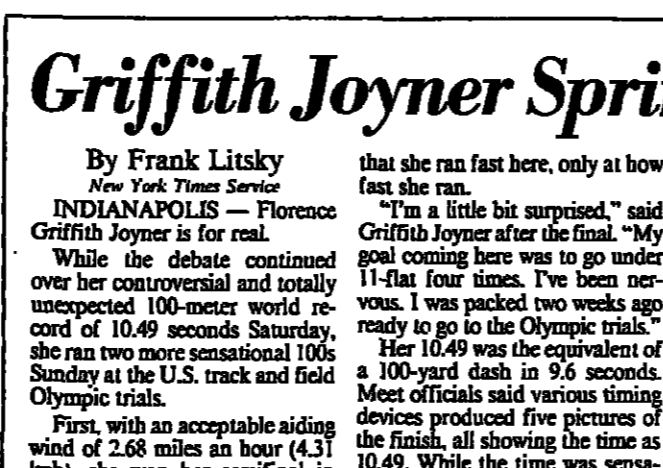 Griffith Joyner Spri
By Frank Litsky
New York Times Service
INDIANAPOLIS — Florence
Griffith Joyner is for real.
While the debate continued
over her controversial and totally
unexpected 100-meter world re-
cord of 10.49 seconds Saturday,
she ran two more sensational 100s
Sunday at the U.S. track and field
Olympic trials.
First, with an acceptable aiding
wind of 2.68 miles an hour (4.31
that she ran fast here, only at how
fast she ran.
“I'm a little bit surprised,” said
Griffith Joyner after the final. “My
goal coming here was to go under
11-flat four times. I've been ner-
vous. I was packed two weeks ago
ready to go to the Olympic trials.”
Her 10.49 was the equivalent of
a 100-yard dash in 9.6 seconds.
Meet officials said various timing
devices produced five pictures of
the finish, all showing the time as
10.49. While the time was sensa-